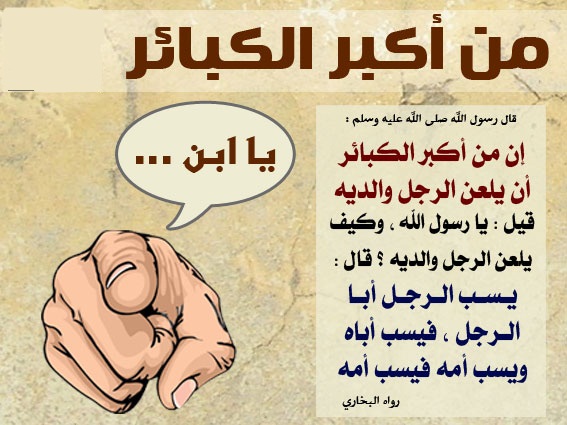 من أكبر الكبائر
يا ابن ...
قال رسول الله صلى الله عليه وسلم :
إن من أكبر الكبائر
أن يلعن الرجل والديه
قيل : يا رسول الله ، وكيف
يلعن الرجل والديه ؟ قال :
يسب الرجل أبا
الرجل ، فيسب أباه
ويسب أمه فيسب أمه
رواه البخاري